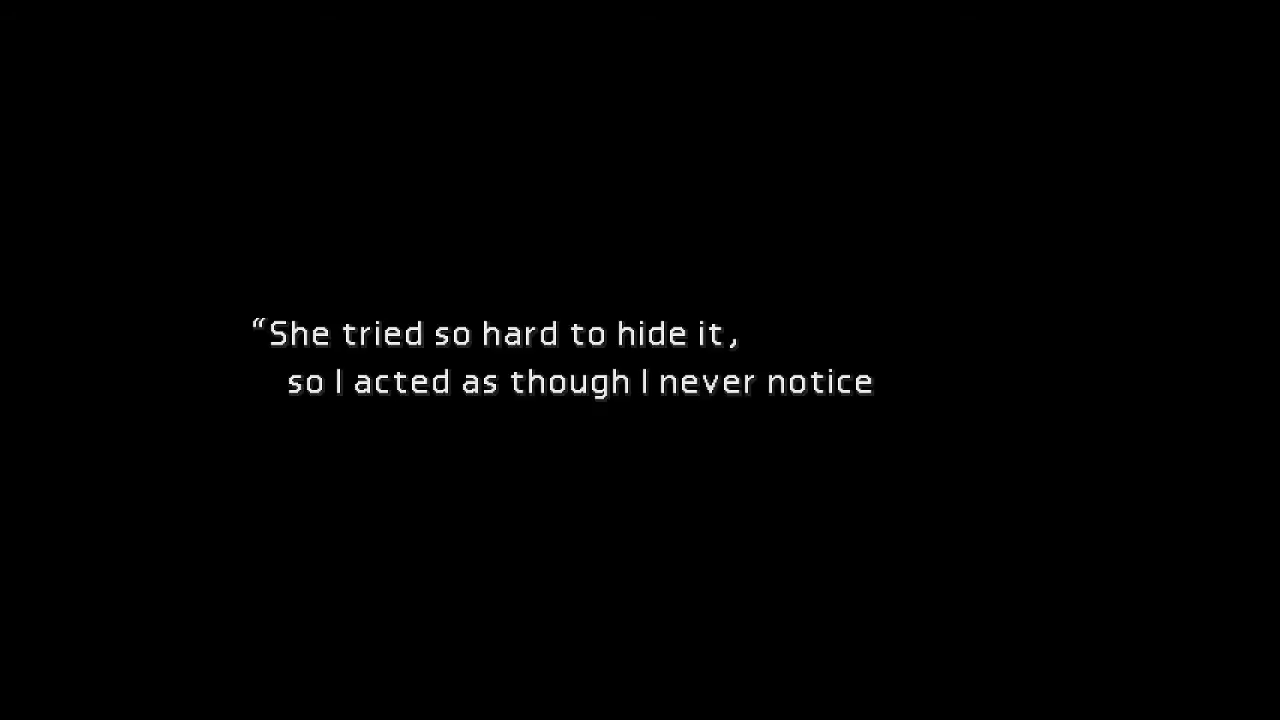 “She tried so hard to hide it,
so I acted as though I never notice